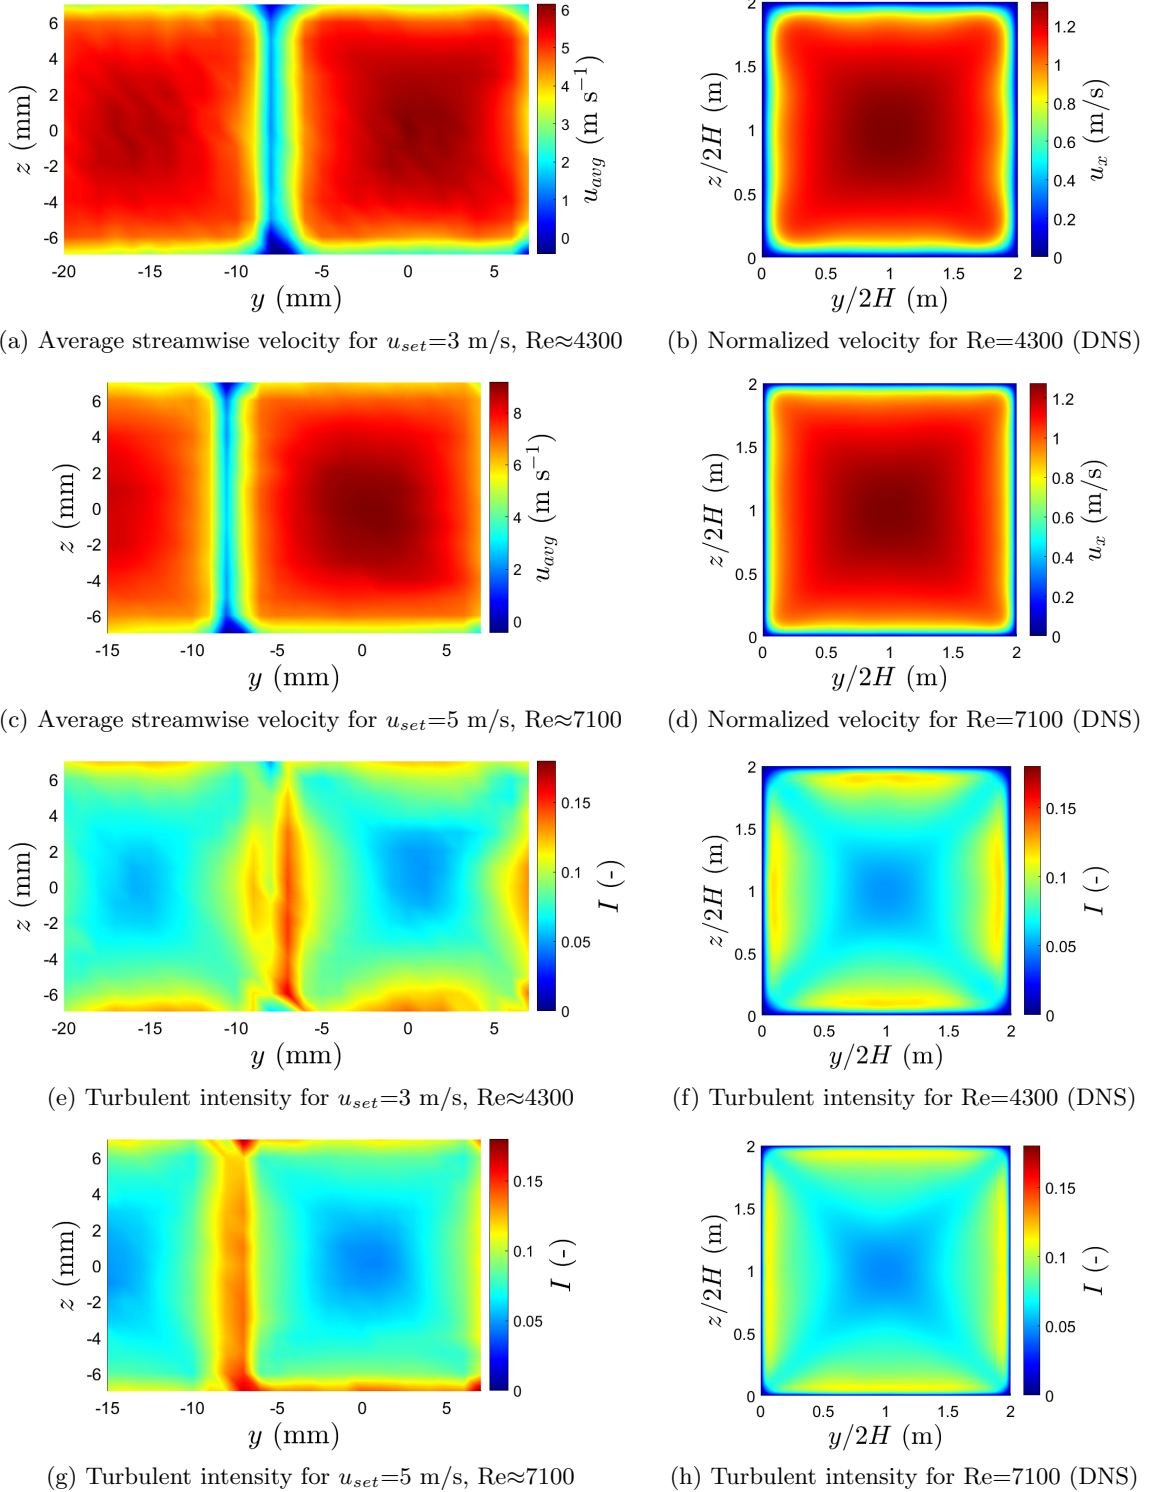 6
4
2
0
-2
-4
-6
z (mm)
-20 -15 -10 -5 0 5
y (mm)
6
5
4
3
2
1
0
u_avg (m s⁻¹)
(a) Average streamwise velocity for u_set=3 m/s, Re≈4300
2
1.5
1
0.5
0
z/2H (m)
0 0.5 1 1.5 2
y/2H (m)
1.2
1
0.8
0.6
0.4
0.2
0
u_x (m/s)
(b) Normalized velocity for Re=4300 (DNS)
6
4
2
0
-2
-4
-6
z (mm)
-15 -10 -5 0 5
y (mm)
8
6
4
2
0
u_avg (m s⁻¹)
(c) Average streamwise velocity for u_set=5 m/s, Re≈7100
2
1.5
1
0.5
0
z/2H (m)
0 0.5 1 1.5 2
y/2H (m)
1.2
1
0.8
0.6
0.4
0.2
0
u_x (m/s)
(d) Normalized velocity for Re=7100 (DNS)
6
4
2
0
-2
-4
-6
z (mm)
-20 -15 -10 -5 0 5
y (mm)
0.15
0.1
0.05
0
I (-)
(e) Turbulent intensity for u_set=3 m/s, Re≈4300
2
1.5
1
0.5
0
z/2H (m)
0.5 1 1.5 2
y/2H (m)
0.15
0.1
0.05
0
I (-)
(f) Turbulent intensity for Re=4300 (DNS)
6
4
2
0
-2
-4
-6
z (mm)
-15 -10 -5 0 5
y (mm)
0.15
0.1
0.05
0
I (-)
(g) Turbulent intensity for u_set=5 m/s, Re≈7100
2
1.5
1
0.5
0
z/2H (m)
0 0.5 1 1.5 2
y/2H (m)
0.15
0.1
0.05
0
I (-)
(h) Turbulent intensity for Re=7100 (DNS)